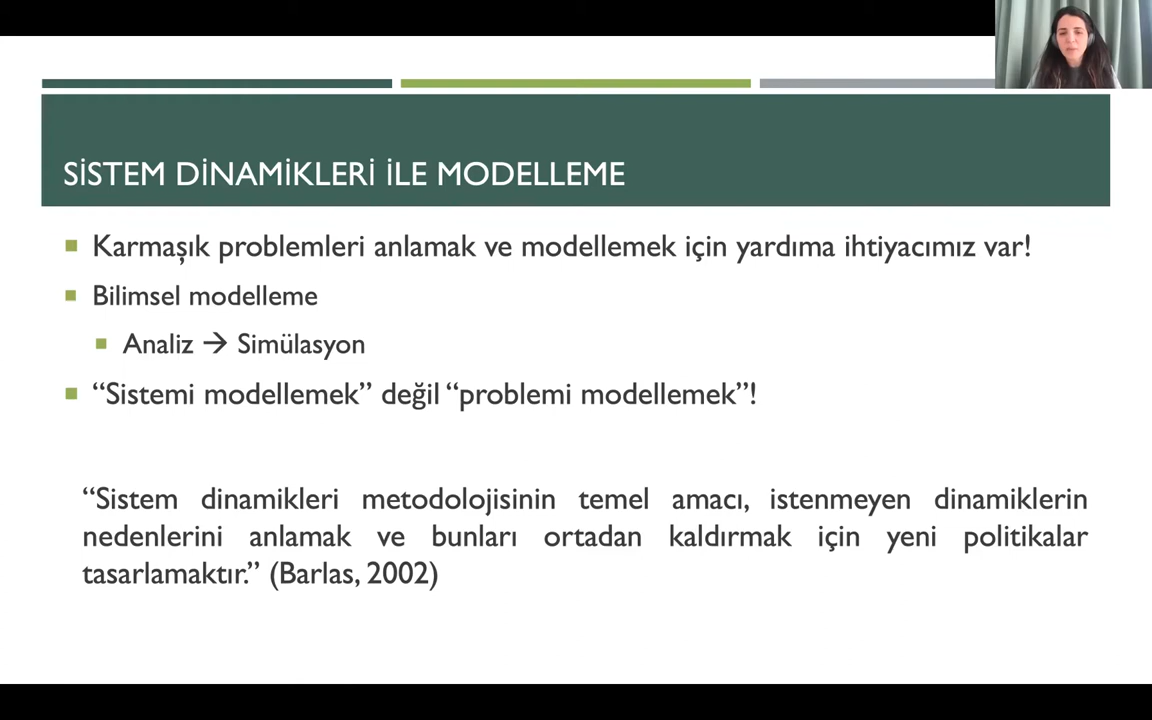 SİSTEM DİNAMİKLERİ İLE MODELLEME
Karmaşık problemleri anlamak ve modellemek için yardıma ihtiyacımız var!
Bilimsel modelleme
Analiz → Simülasyon
“Sistemi modellemek” değil “problemi modellemek”!
“Sistem dinamikleri metodolojisinin temel amacı, istenmeyen dinamiklerin
nedenlerini anlamak ve bunları ortadan kaldırmak için yeni politikalar
tasarlamaktır.” (Barlas, 2002)